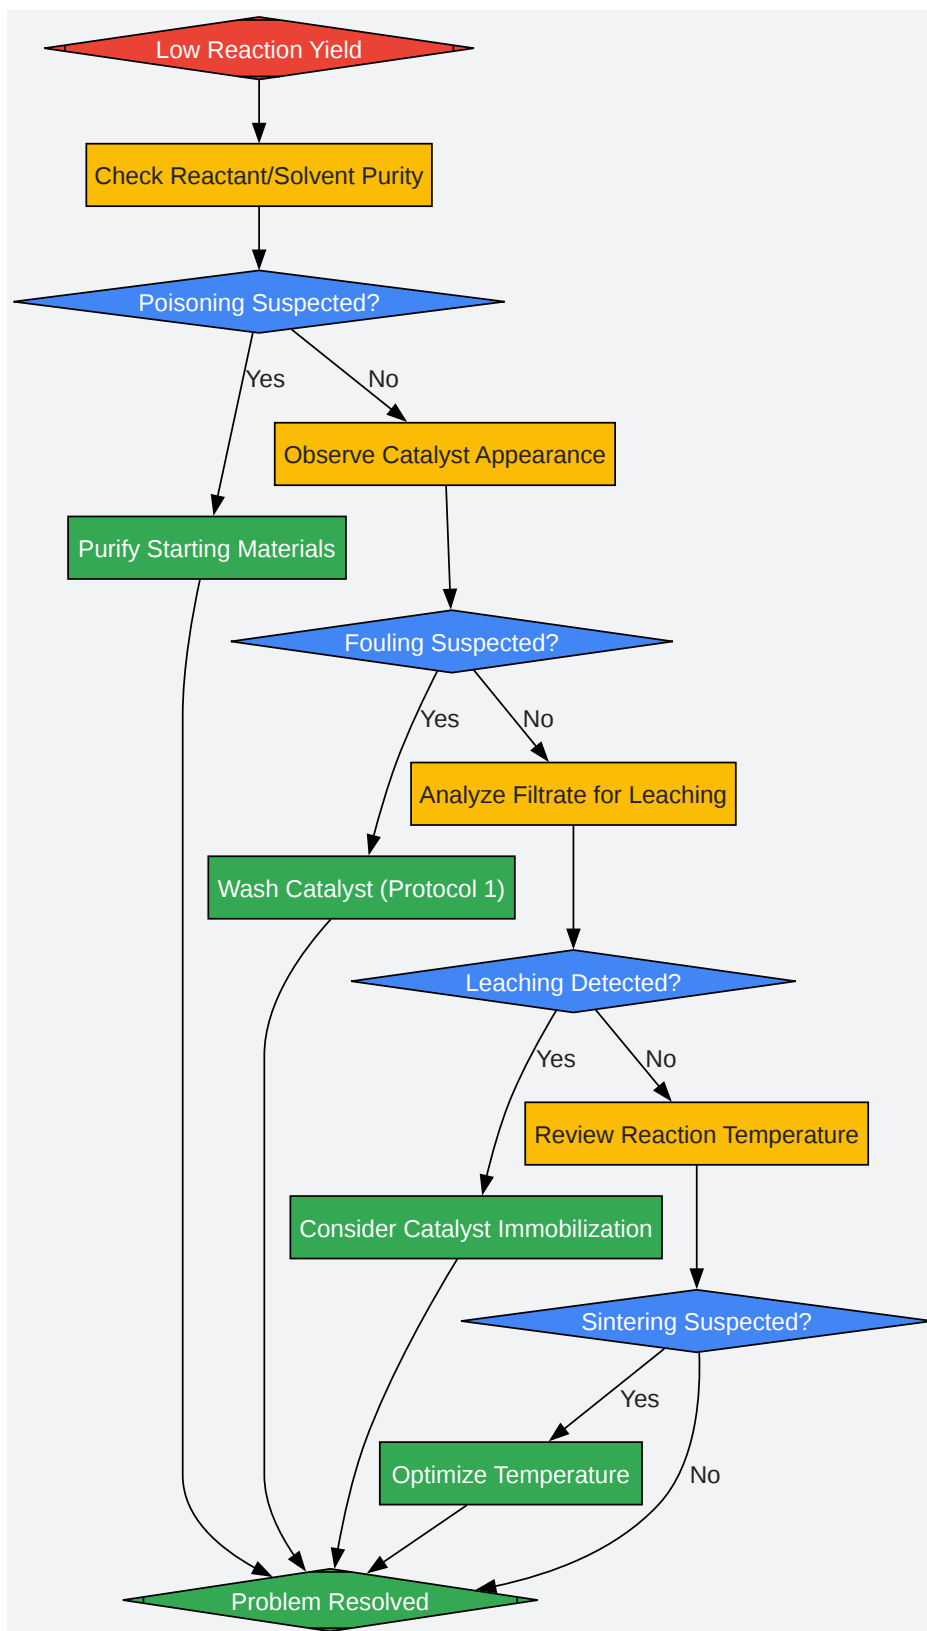 Low Reaction Yield
Check Reactant/Solvent Purity
Poisoning Suspected?
Yes
No
Observe Catalyst Appearance
Purify Starting Materials
Fouling Suspected?
Yes
No
Analyze Filtrate for Leaching
Wash Catalyst (Protocol 1)
Leaching Detected?
Yes
No
Review Reaction Temperature
Consider Catalyst Immobilization
Sintering Suspected?
Yes
Optimize Temperature
No
Problem Resolved